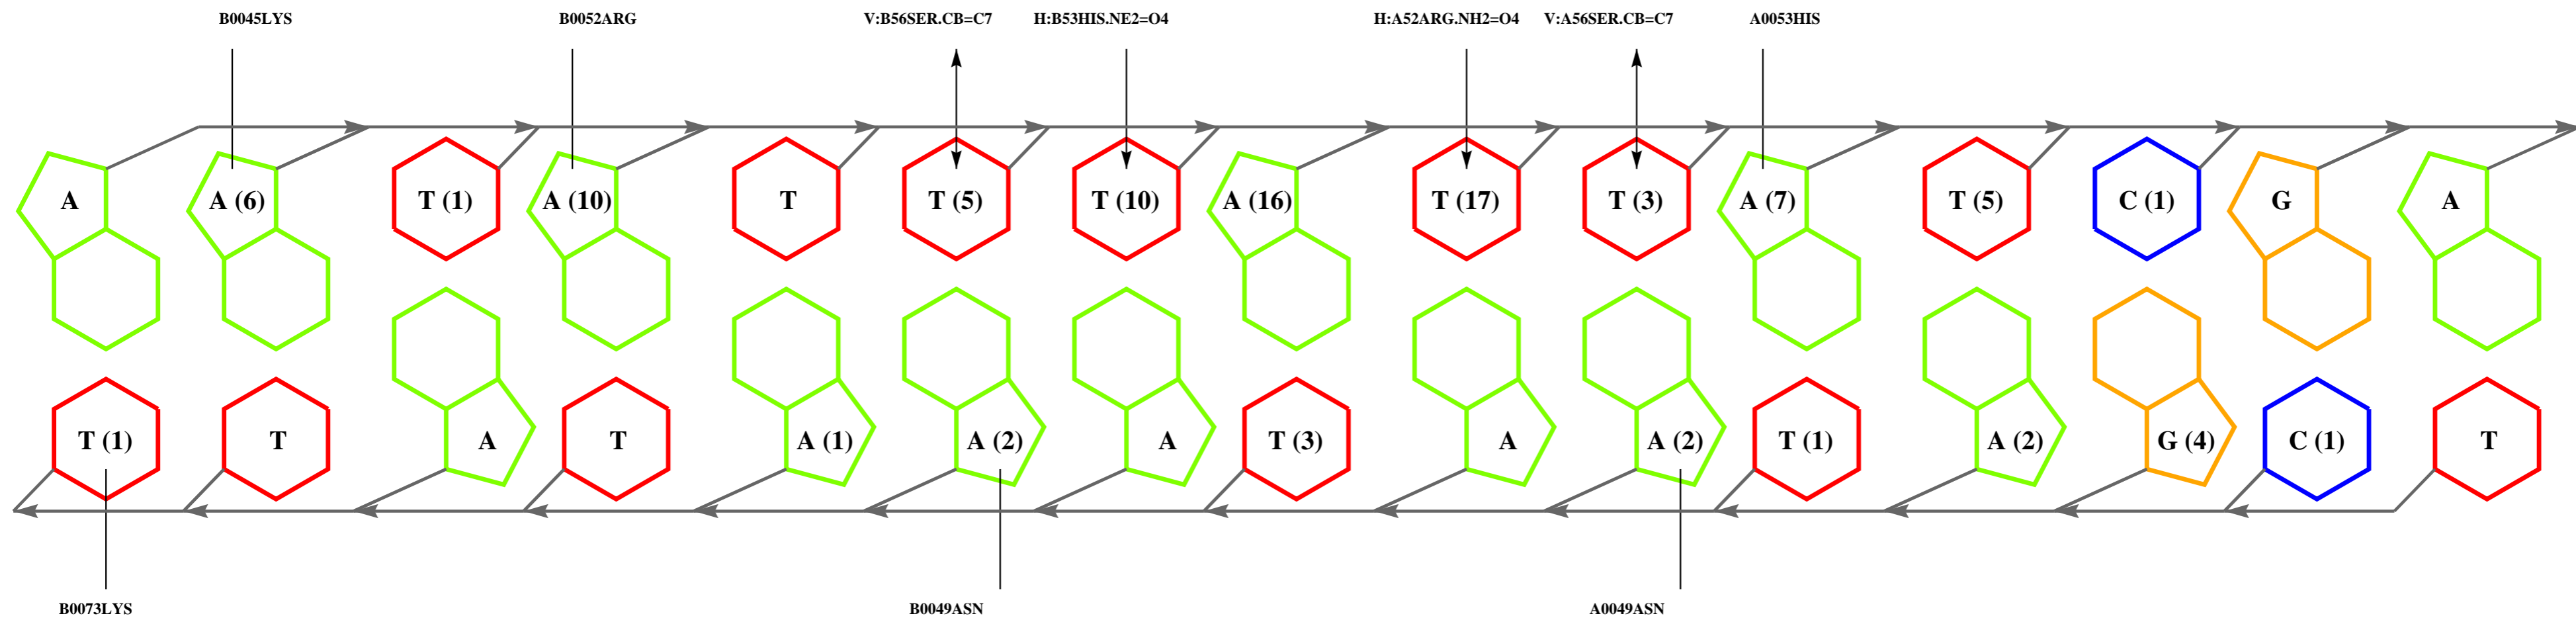 B0045LYS B0052ARG V:B56SER.CB=C7 H:B53HIS.NE2=O4 H:A52ARG.NH2=O4 V:A56SER.CB=C7 A0053HIS
A A (6) T (1) A (10) T T (5) T (10) A (16) T (17) T (3) A (7) T (5) C (1) G A
T (1) T A T A (1) A (2) A T (3) A A (2) T (1) A (2) G (4) C (1) T
B0073LYS B0049ASN A0049ASN